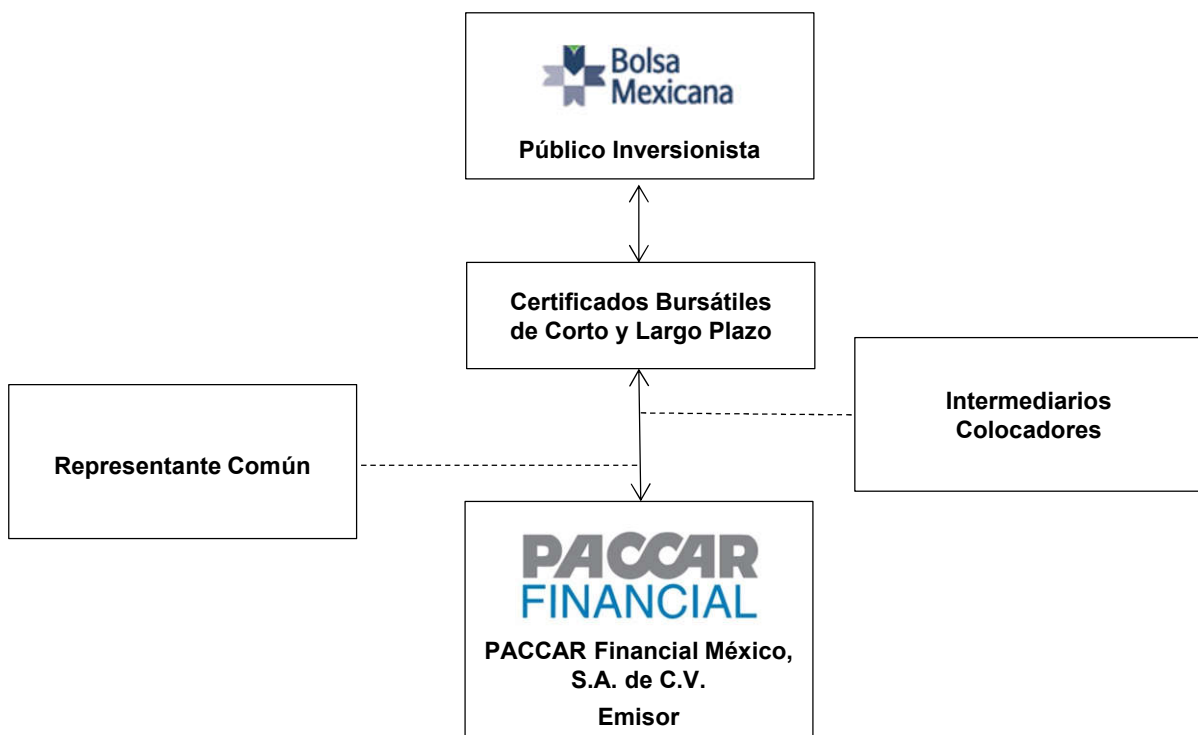 Bolsa
Mexicana
Público Inversionista
Certificados Bursátiles
de Corto y Largo Plazo
Intermediarios
Colocadores
Representante Común
PACCAR
FINANCIAL
PACCAR Financial México,
S.A. de C.V.
Emisor